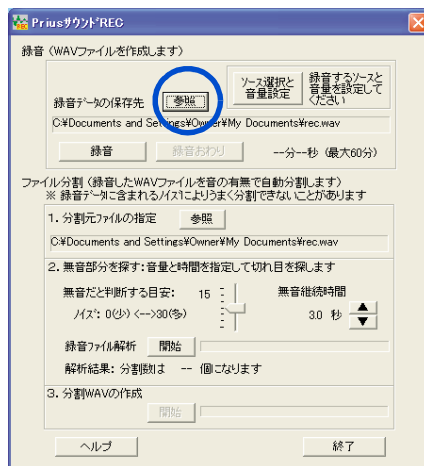 PriusサウンドREC
録音(WAVファイルを作成します)
録音データの保存先
参照
ソース選択と
音量設定
録音するソースと
音量を設定して
ください
C:¥Documents and Settings¥Owner¥My Documents¥rec.wav
録音
録音おわり
--分--秒 (最大60分)
ファイル分割(録音したWAVファイルを音の有無で自動分割します)
※ 録音データに含まれるノイズによりうまく分割できないことがあります
1. 分割元ファイルの指定
参照
C:¥Documents and Settings¥Owner¥My Documents¥rec.wav
2. 無音部分を探す:音量と時間を指定して切れ目を探します
無音だと判断する目安: 15
無音継続時間
ノイズ: 0(少) <-->30(多)
3.0 秒
録音ファイル解析
開始
解析結果: 分割数は -- 個になります
3. 分割WAVの作成
開始
ヘルプ
終了